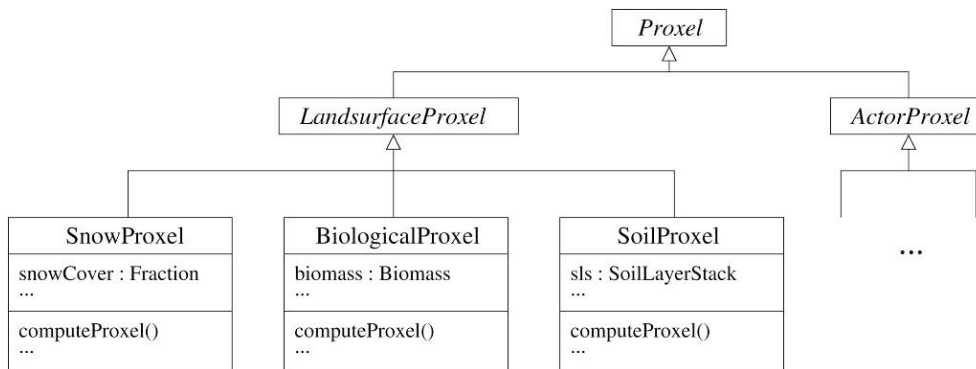 Proxel
LandsurfaceProxel
ActorProxel
SnowProxel
snowCover : Fraction
...
computeProxel()
...
BiologicalProxel
biomass : Biomass
...
computeProxel()
...
SoilProxel
sls : SoilLayerStack
...
computeProxel()
...
...